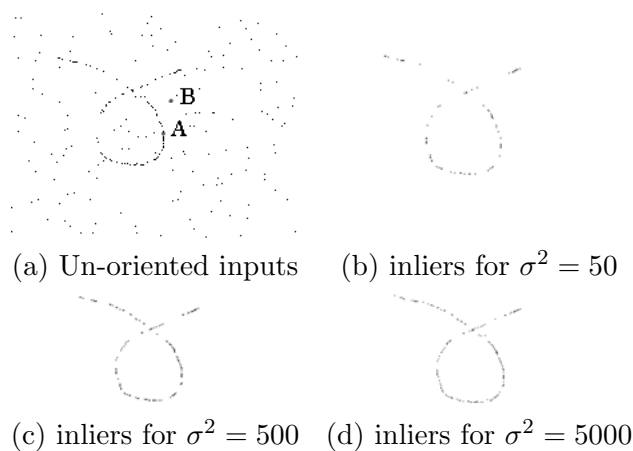 B
A
(a) Un-oriented inputs
(b) inliers for σ² = 50
(c) inliers for σ² = 500
(d) inliers for σ² = 5000